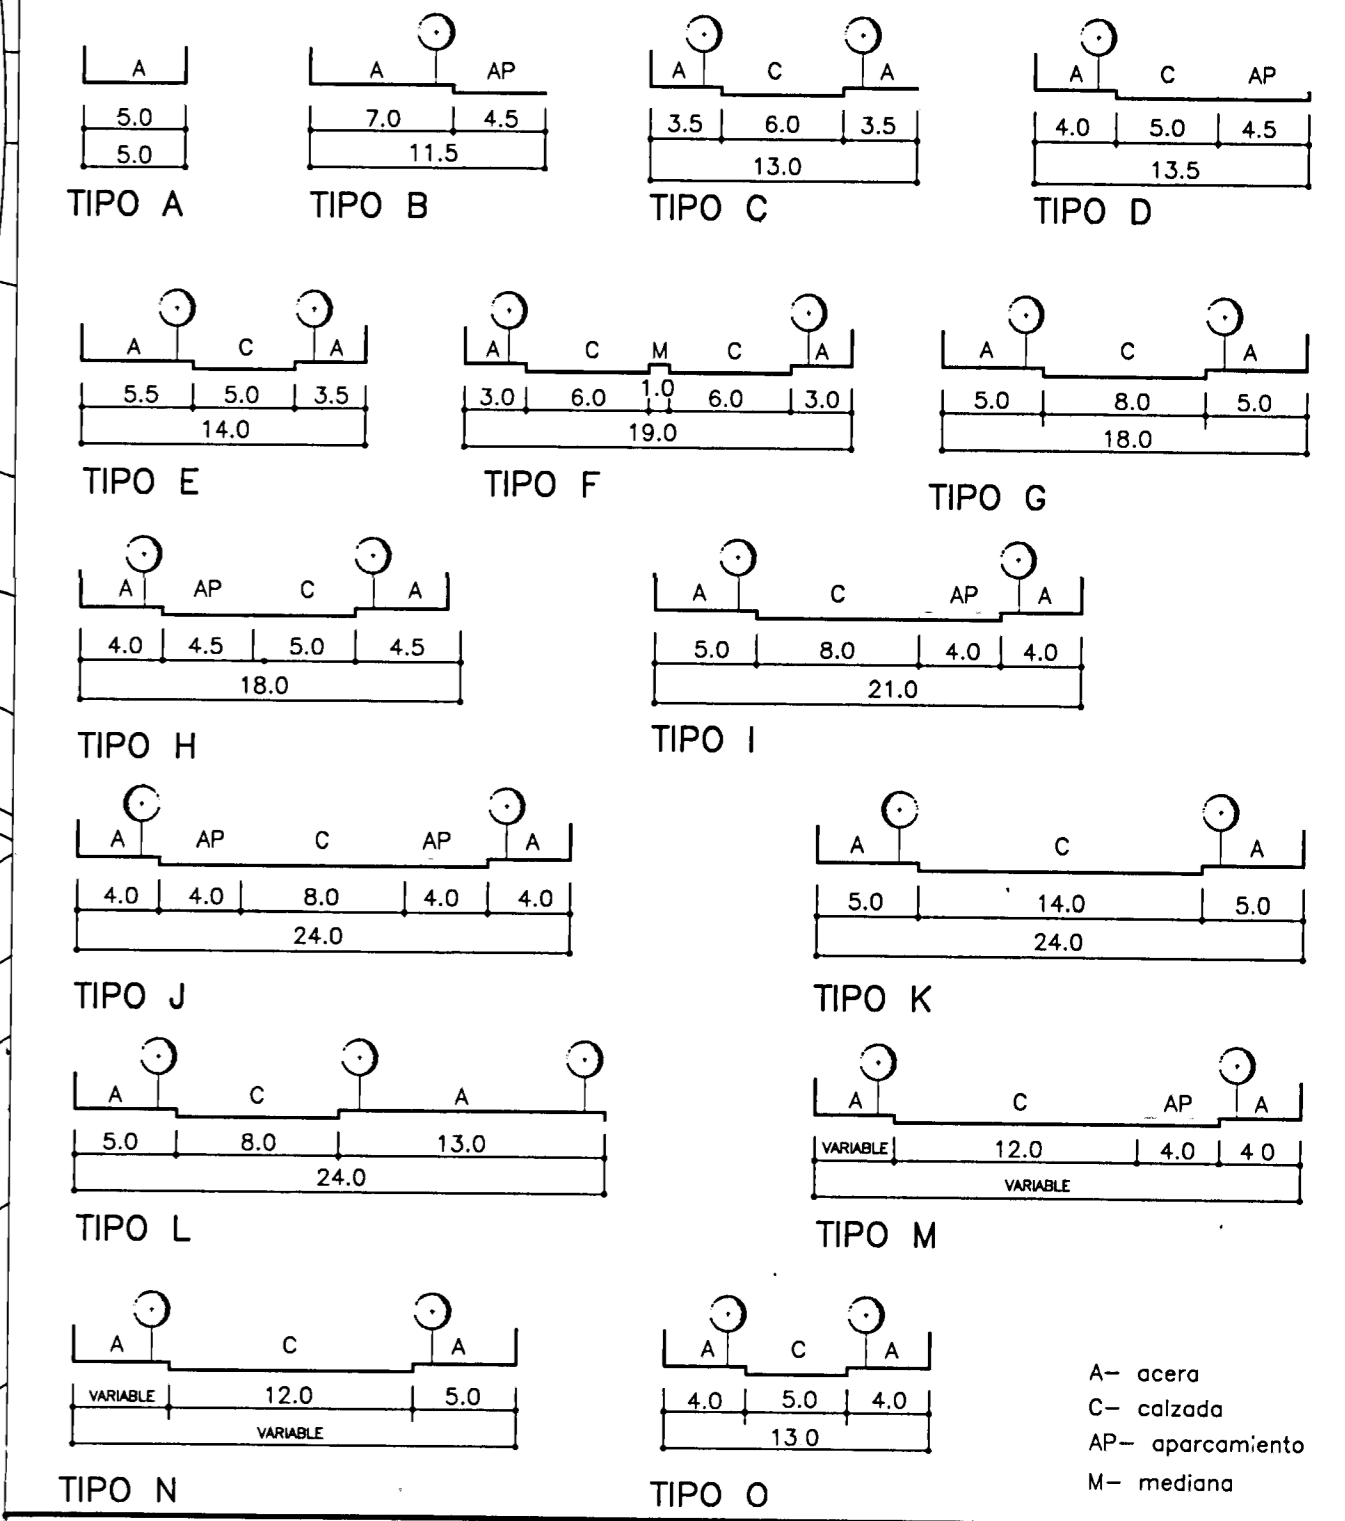 A
5.0
5.0
TIPO A
A AP
7.0 4.5
11.5
TIPO B
A C A
3.5 6.0 3.5
13.0
TIPO C
A C AP
4.0 5.0 4.5
13.5
TIPO D
A C A
5.5 5.0 3.5
14.0
TIPO E
A C M C A
3.0 6.0 1.0 6.0 3.0
19.0
TIPO F
A C A
5.0 8.0 5.0
18.0
TIPO G
A AP C A
4.0 4.5 5.0 4.5
18.0
TIPO H
A C AP A
5.0 8.0 4.0 4.0
21.0
TIPO I
A AP C AP A
4.0 4.0 8.0 4.0 4.0
24.0
TIPO J
A C A
5.0 14.0 5.0
24.0
TIPO K
A C A
5.0 8.0 13.0
24.0
TIPO L
A C AP A
VARIABLE 12.0 4.0 4 0
VARIABLE
TIPO M
A C A
VARIABLE 12.0 5.0
VARIABLE
TIPO N
A C A
4.0 5.0 4.0
13 0
TIPO O
A– acera
C– calzada
AP– aparcamiento
M– mediana